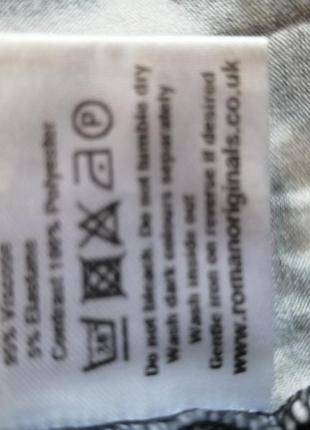 95% Viscose
5% Elastane
Contrast 100% Polyester
P
Do not bleach. Do not tumble dry
Wash dark colours separately
Wash inside out
Gentle iron on reverse if desired
www.romanoriginals.co.uk